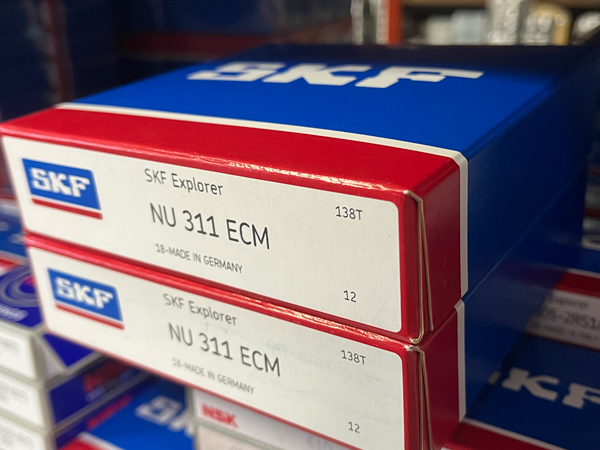 SKF
SKF
SKF Explorer
138T
NU 311 ECM
18-MADE IN GERMANY
12
SKF
SKF Explorer
138T
NU 311 ECM
18-MADE IN GERMANY
12
NSK